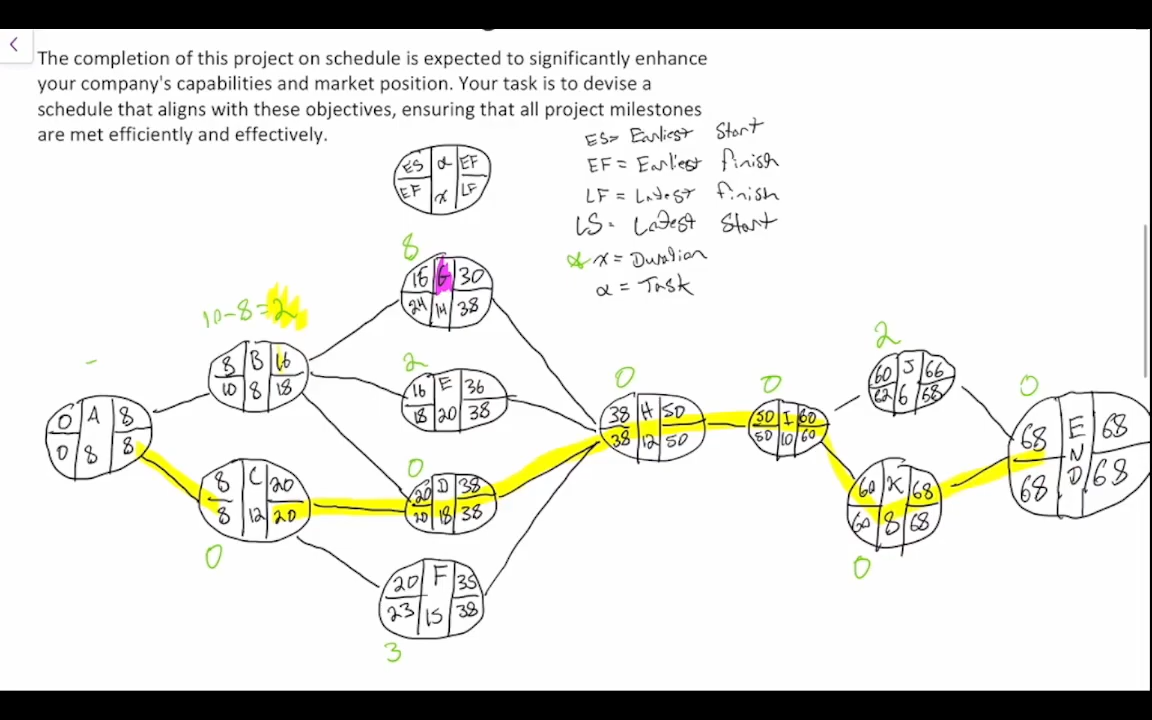 The completion of this project on schedule is expected to significantly enhance
your company's capabilities and market position. Your task is to devise a
schedule that aligns with these objectives, ensuring that all project milestones
are met efficiently and effectively.
ES= Earliest Start
EF = Earliest finish
LF = Latest finish
LS = Latest Start
x = Duration
α = Task
ES α EF
EF x LF
8
16 G 30
24 14 38
10-8=2
8 B 16
10 8 18
2
16 E 36
18 20 38
0 A 8
0 8 8
8 C 20
8 12 20
0
0
20 D 38
20 18 38
20 F 35
23 15 38
3
0
38 H 50
38 12 50
0
50 I 60
50 10 60
2
60 J 66
62 6 68
60 K 68
60 8 68
0
0
68 END 68
68 68